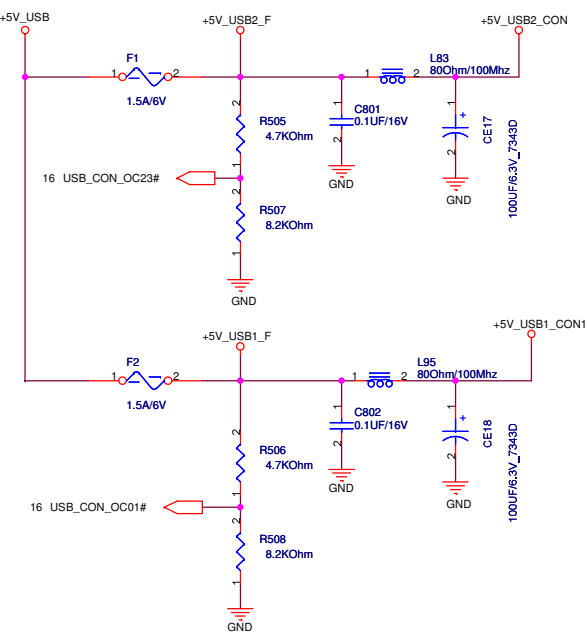 +5V_USB
+5V_USB2_F
+5V_USB2_CON
F1
1
2
1.5A/6V
L83
80Ohm/100Mhz
1
2
2
R505
4.7KOhm
1
1
C801
0.1UF/16V
2
GND
1
+
CE17
2
100UF/6.3V_7343D
GND
16 USB_CON_OC23#
2
R507
8.2KOhm
1
GND
+5V_USB1_F
+5V_USB1_CON1
F2
1
2
1.5A/6V
L95
80Ohm/100Mhz
1
2
2
R506
4.7KOhm
1
1
C802
0.1UF/16V
2
GND
1
+
CE18
2
100UF/6.3V_7343D
GND
16 USB_CON_OC01#
2
R508
8.2KOhm
1
GND